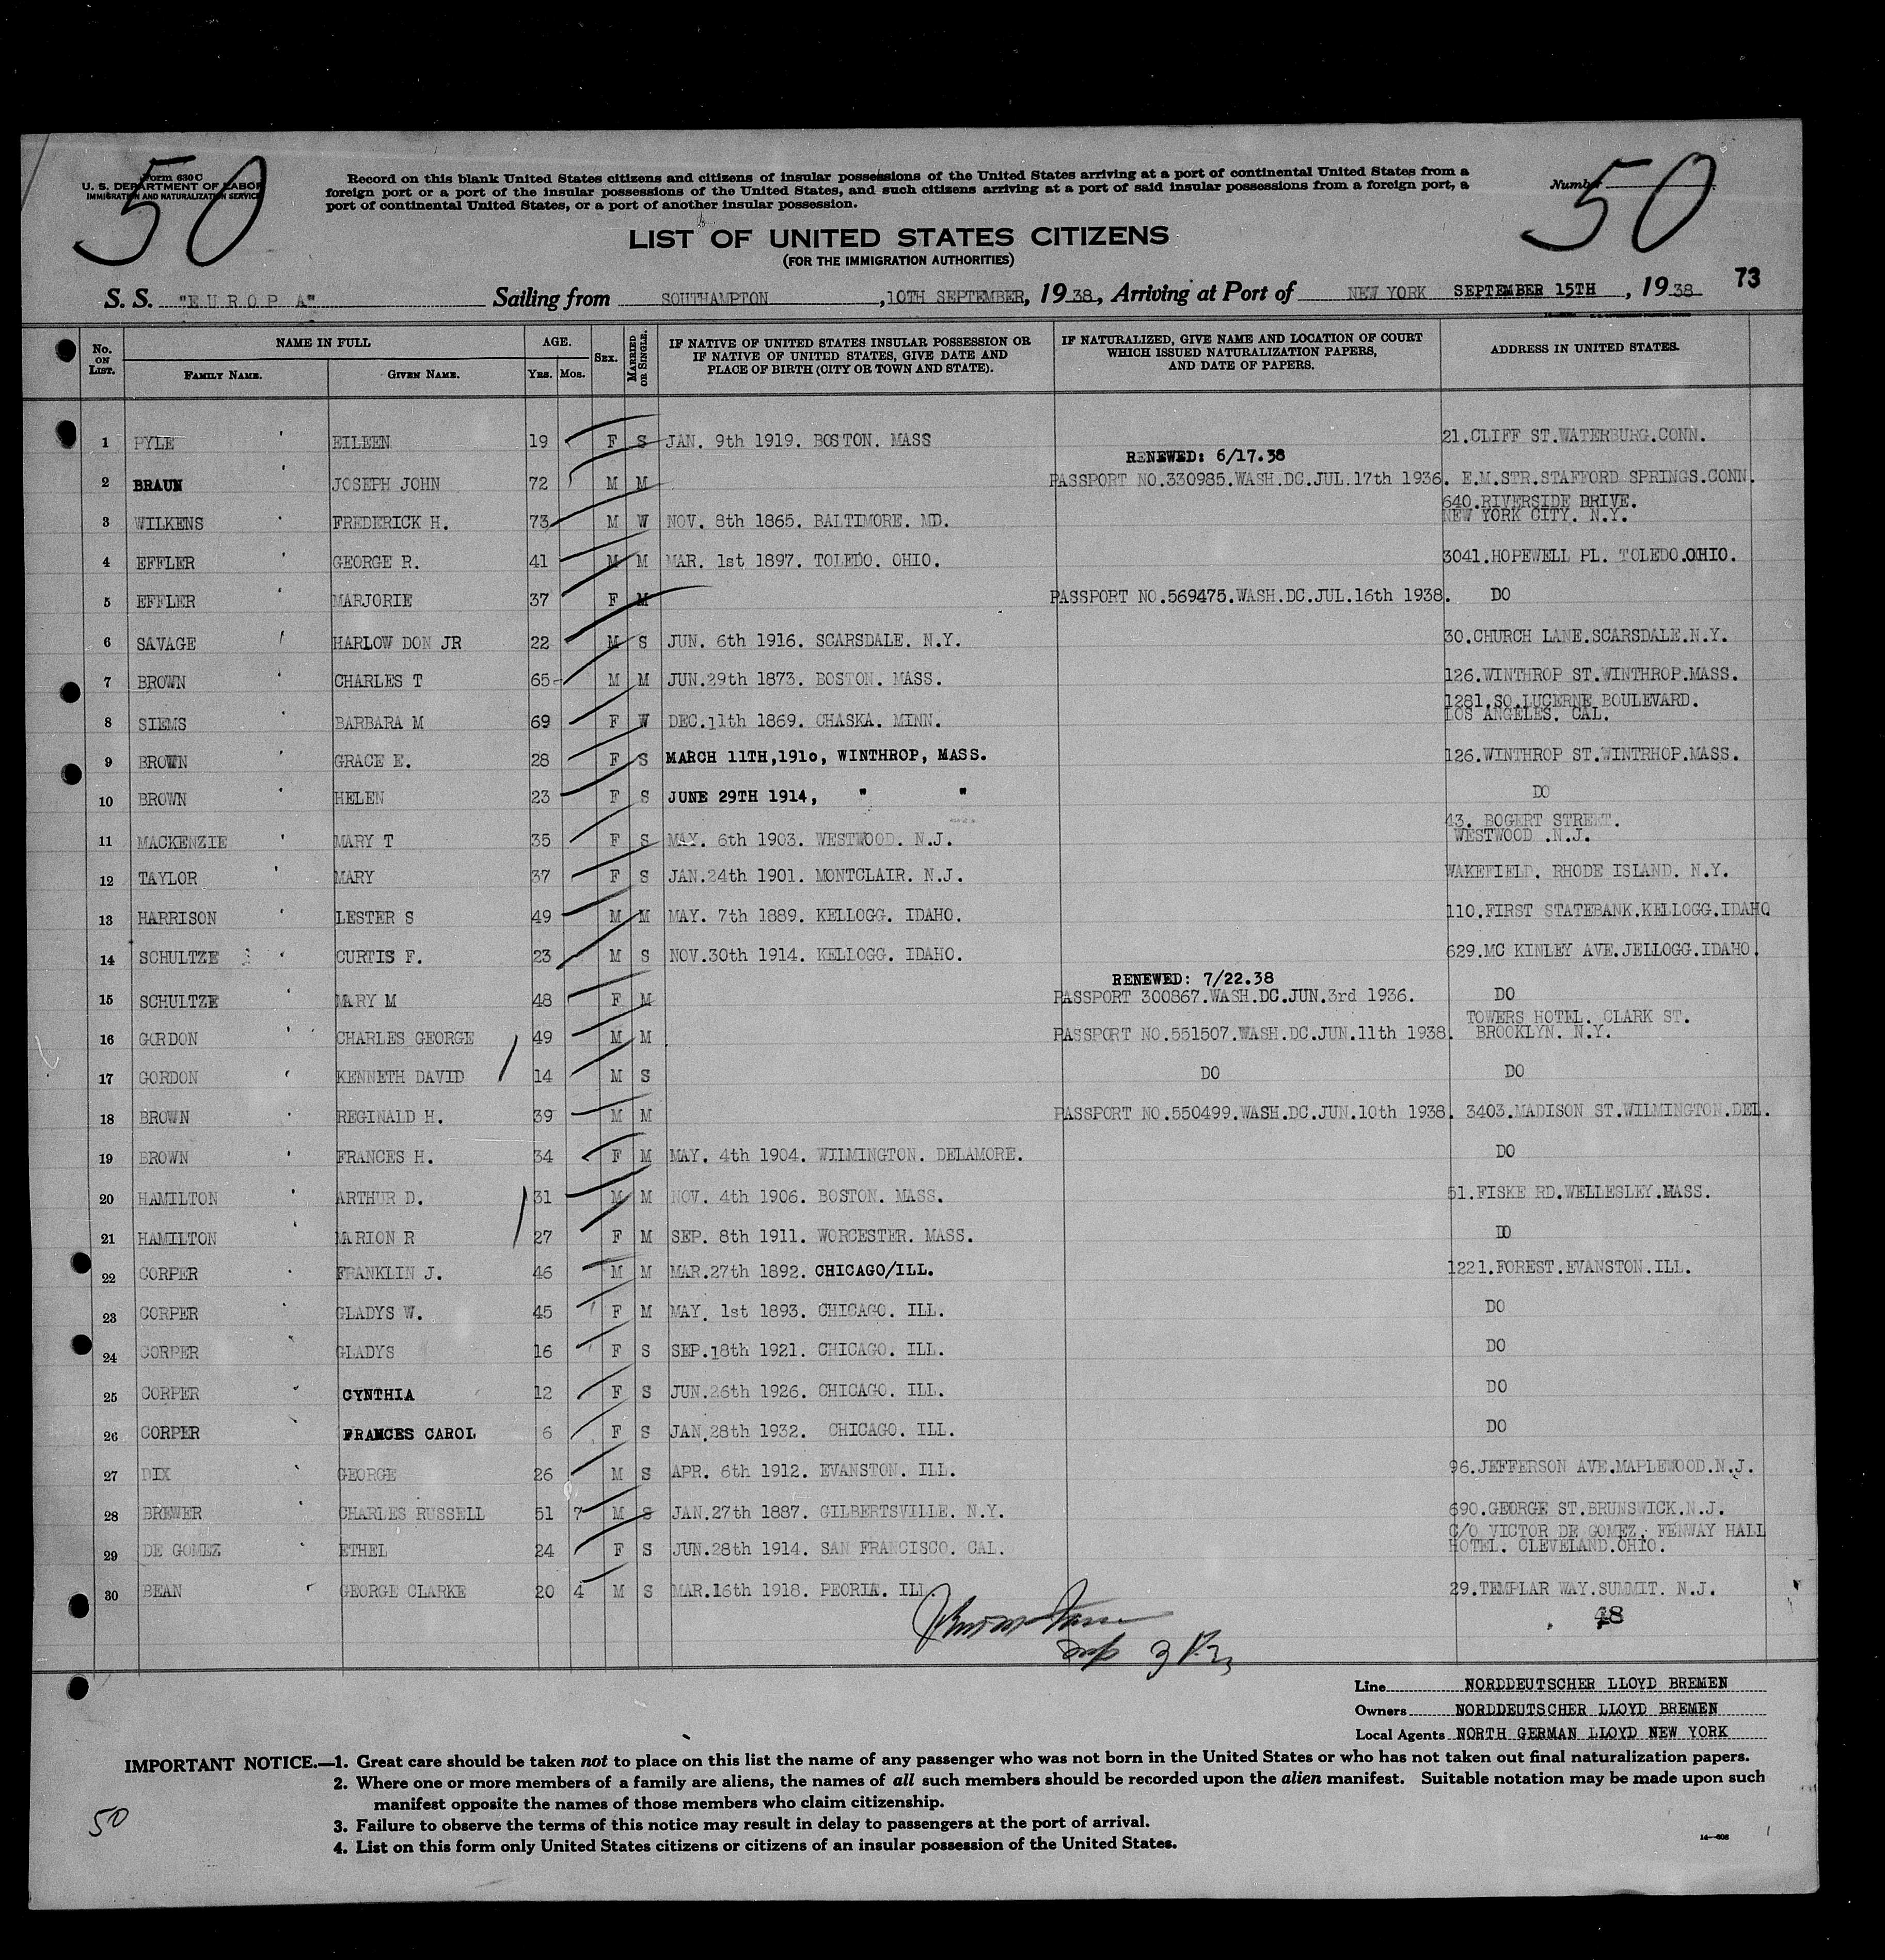 50
Form 630 C
U. S. DEPARTMENT OF LABOR
IMMIGRATION AND NATURALIZATION SERVICE
Record on this blank United States citizens and citizens of insular possessions of the United States arriving at a port of continental United States from a
foreign port or a port of the insular possessions of the United States, and such citizens arriving at a port of said insular possessions from a foreign port, a
port of continental United States, or a port of another insular possession.
Number
50
LIST OF UNITED STATES CITIZENS
(FOR THE IMMIGRATION AUTHORITIES)
S. S. "E U R O P A" Sailing from SOUTHAMPTON, 10TH SEPTEMBER, 1938, Arriving at Port of NEW YORK SEPTEMBER 15TH, 1938
73
No. ON LIST. NAME IN FULL AGE. SEX. MARRIED OR SINGLE. IF NATIVE OF UNITED STATES INSULAR POSSESSION OR IF NATIVE OF UNITED STATES, GIVE DATE AND PLACE OF BIRTH (CITY OR TOWN AND STATE). IF NATURALIZED, GIVE NAME AND LOCATION OF COURT WHICH ISSUED NATURALIZATION PAPERS, AND DATE OF PAPERS. ADDRESS IN UNITED STATES.
FAMILY NAME. GIVEN NAME. YRS. MOS.
1 PYLE EILEEN 19 F S JAN. 9th 1919. BOSTON. MASS 21.CLIFF ST.WATERBURG.CONN.
RENEWED: 6/17.38
2 BRAUN JOSEPH JOHN 72 M M PASSPORT NO.330985.WASH.DC.JUL.17th 1936. E.M.STR.STAFFORD SPRINGS.CONN.
640.RIVERSIDE DRIVE.
3 WILKENS FREDERICK H. 73 M W NOV. 8th 1865. BALTIMORE. MD. NEW YORK CITY. N.Y.
4 EFFLER GEORGE R. 41 M M MAR. 1st 1897. TOLEDO. OHIO. 3041.HOPEWELL PL. TOLEDO.OHIO.
5 EFFLER MARJORIE 37 F M PASSPORT NO.569475.WASH.DC.JUL.16th 1938. DO
6 SAVAGE HARLOW DON JR 22 M S JUN. 6th 1916. SCARSDALE. N.Y. 30.CHURCH LANE.SCARSDALE.N.Y.
7 BROWN CHARLES T 65 M M JUN.29th 1873. BOSTON. MASS. 126.WINTHROP ST.WINTHROP.MASS.
1281.SO.LUCERNE BOULEVARD.
8 SIEMS BARBARA M 69 F W DEC.11th 1869. CHASKA. MINN. LOS ANGELES. CAL.
9 BROWN GRACE E. 28 F S MARCH 11TH,191o, WINTHROP, MASS. 126.WINTHROP ST.WINTRHOP.MASS.
10 BROWN HELEN 23 F S JUNE 29TH 1914, " " DO
43. BOGERT STREET.
11 MACKENZIE MARY T 35 F S MAY. 6th 1903. WESTWOOD. N.J. WESTWOOD .N.J.
12 TAYLOR MARY 37 F S JAN.24th 1901. MONTCLAIR. N.J. WAKEFIELD. RHODE ISLAND. N.Y.
13 HARRISON LESTER S 49 M M MAY. 7th 1889. KELLOGG. IDAHO. 110.FIRST STATEBANK.KELLOGG.IDAHO
14 SCHULTZE CURTIS F. 23 M S NOV.30th 1914. KELLOGG. IDAHO. 629.MC KINLEY AVE.JELLOGG.IDAHO.
RENEWED: 7/22.38
15 SCHULTZE MARY M 48 F M PASSPORT 300867.WASH.DC.JUN.3rd 1936. DO
TOWERS HOTEL. CLARK ST.
16 GORDON CHARLES GEORGE 49 M M PASSPORT NO.551507.WASH.DC.JUN.11th 1938. BROOKLYN. N.Y.
17 GORDON KENNETH DAVID 14 M S DO DO
18 BROWN REGINALD H. 39 M M PASSPORT NO.550499.WASH.DC.JUN.10th 1938. 3403.MADISON ST.WILMINGTON.DEL.
19 BROWN FRANCES H. 34 F M MAY. 4th 1904. WILMINGTON. DELAMORE. DO
20 HAMILTON ARTHUR D. 31 M M NOV. 4th 1906. BOSTON. MASS. 51.FISKE RD.WELLESLEY.MASS.
21 HAMILTON MARION R 27 F M SEP. 8th 1911. WORCESTER. MASS. DO
22 CORPER FRANKLIN J. 46 M M MAR.27th 1892. CHICAGO/ILL. 1221.FOREST.EVANSTON.ILL.
23 CORPER GLADYS W. 45 F M MAY. 1st 1893. CHICAGO. ILL. DO
24 CORPER GLADYS 16 F S SEP.18th 1921. CHICAGO. ILL. DO
25 CORPER CYNTHIA 12 F S JUN.26th 1926. CHICAGO. ILL. DO
26 CORPER FRANCES CAROL 6 F S JAN.28th 1932. CHICAGO. ILL. DO
27 DIX GEORGE 26 M S APR. 6th 1912. EVANSTON. ILL. 96.JEFFERSON AVE.MAPLEWOOD.N.J.
28 BREWER CHARLES RUSSELL 51 7 M S JAN.27th 1887. GILBERTSVILLE. N.Y. 690.GEORGE ST.BRUNSWICK.N.J.
C/O VICTOR DE GOMEZ. FENWAY HALL
29 DE GOMEZ ETHEL 24 F S JUN.28th 1914. SAN FRANCISCO. CAL. HOTEL. CLEVELAND.OHIO.
30 BEAN GEORGE CLARKE 20 4 M S MAR.16th 1918. PEORIA. ILL 29.TEMPLAR WAY.SUMMIT. N.J.
48
Line NORDDEUTSCHER LLOYD BREMEN
Owners NORDDEUTSCHER LLOYD BREMEN
Local Agents NORTH GERMAN LLOYD NEW YORK
IMPORTANT NOTICE.—1. Great care should be taken not to place on this list the name of any passenger who was not born in the United States or who has not taken out final naturalization papers.
2. Where one or more members of a family are aliens, the names of all such members should be recorded upon the alien manifest. Suitable notation may be made upon such
manifest opposite the names of those members who claim citizenship.
3. Failure to observe the terms of this notice may result in delay to passengers at the port of arrival.
4. List on this form only United States citizens or citizens of an insular possession of the United States.
50
14—608